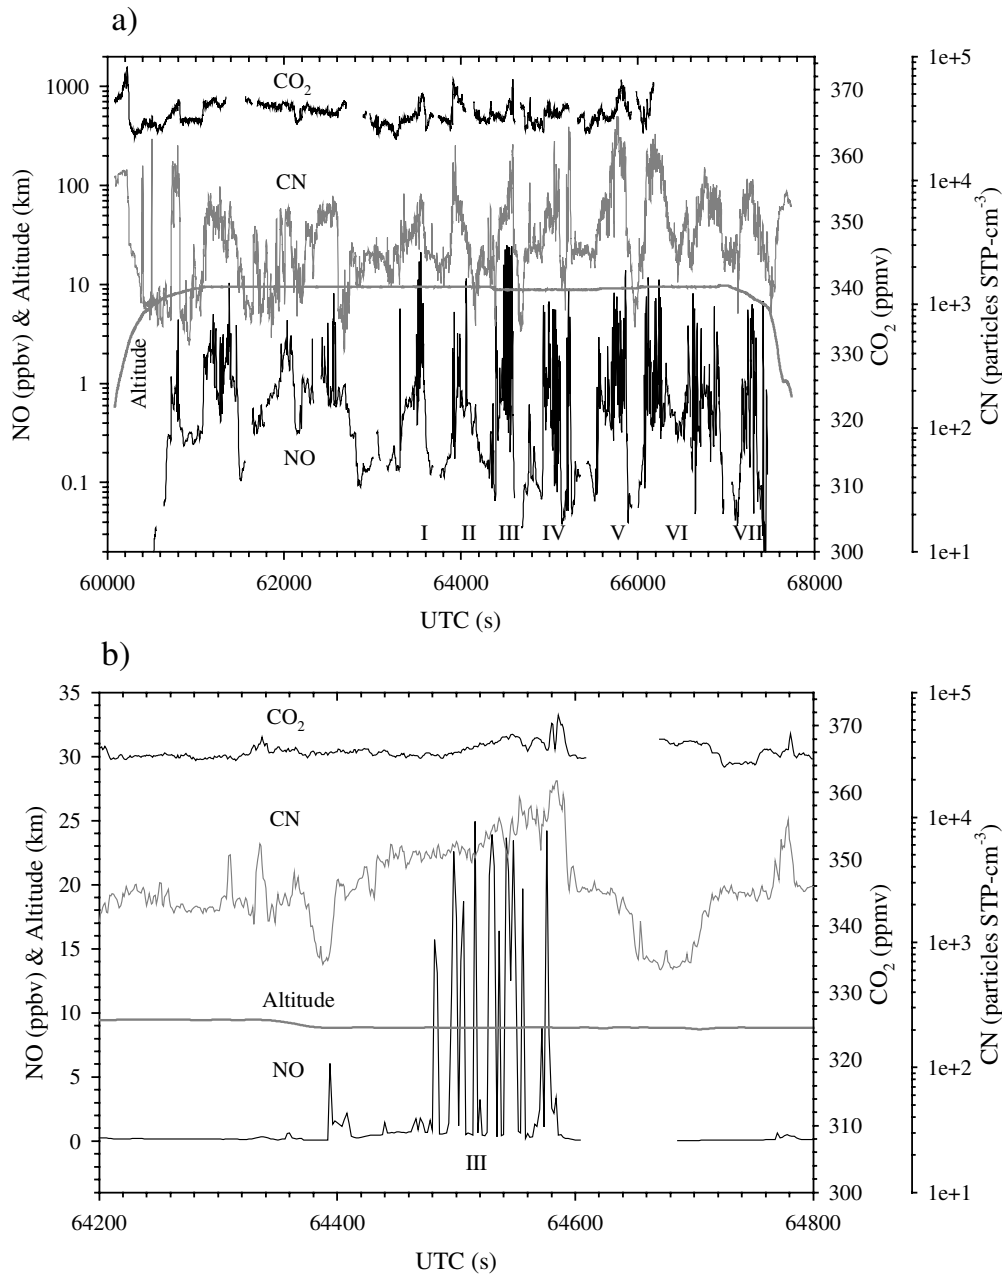 a)
NO (ppbv) & Altitude (km)
1000
100
10
1
0.1
CO2
CN
Altitude
NO
I II III IV V VI VII
370
360
350
340
330
320
310
300
CO2 (ppmv)
1e+5
1e+4
1e+3
1e+2
1e+1
CN (particles STP-cm-3)
60000 62000 64000 66000 68000
UTC (s)
b)
NO (ppbv) & Altitude (km)
35
30
25
20
15
10
5
0
CO2
CN
Altitude
NO
III
370
360
350
340
330
320
310
300
CO2 (ppmv)
1e+5
1e+4
1e+3
1e+2
1e+1
CN (particles STP-cm-3)
64200 64400 64600 64800
UTC (s)